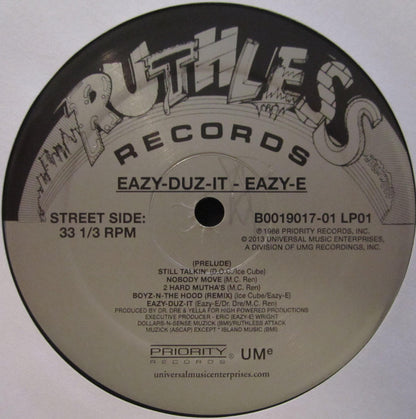 RUTHLESS
RECORDS
EAZY-DUZ-IT - EAZY-E
STREET SIDE:
33 1/3 RPM
B0019017-01 LP01
℗ 1988 PRIORITY RECORDS, INC.
© 2013 UNIVERSAL MUSIC ENTERPRISES,
A DIVISION OF UMG RECORDINGS, INC.
(PRELUDE)
STILL TALKIN' (D.O.C./Ice Cube)
NOBODY MOVE (M.C. Ren)
2 HARD MUTHA'S (M.C. Ren)
BOYZ-N-THE HOOD (REMIX) (Ice Cube/Eazy-E)
EAZY-DUZ-IT (Eazy-E/Dr. Dre/M.C. Ren)
PRODUCED BY DR. DRE & YELLA FOR HIGH POWERED PRODUCTIONS
EXECUTIVE PRODUCER - ERIC (EAZY-E) WRIGHT
DOLLARS-N-SENSE MUZICK (BMI)/RUTHLESS ATTACK
MUZICK (ASCAP) EXCEPT * ISLAND MUSIC (BMI)
PRIORITY
RECORDS
® UMe
universalmusicenterprises.com